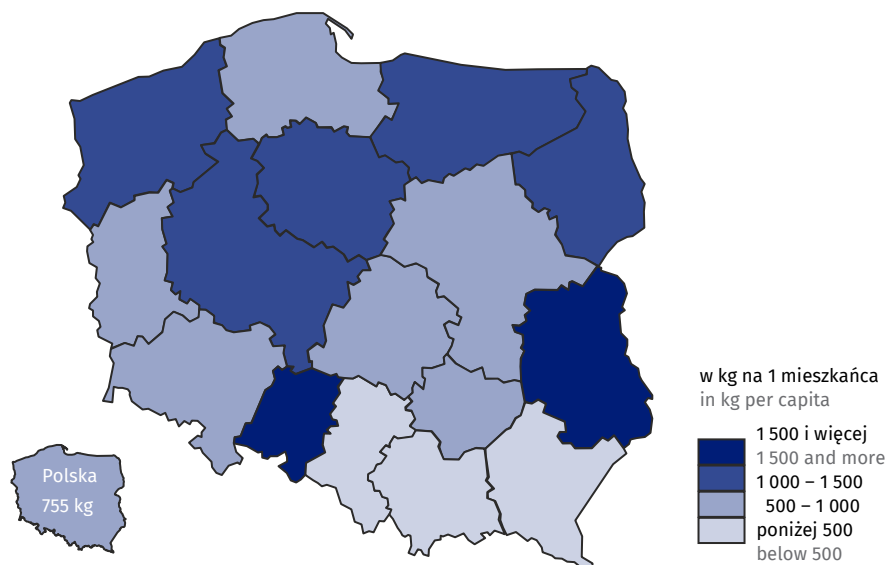 w kg na 1 mieszkańca
in kg per capita
1 500 i więcej
1 500 and more
1 000 – 1 500
500 – 1 000
poniżej 500
below 500
Polska
755 kg